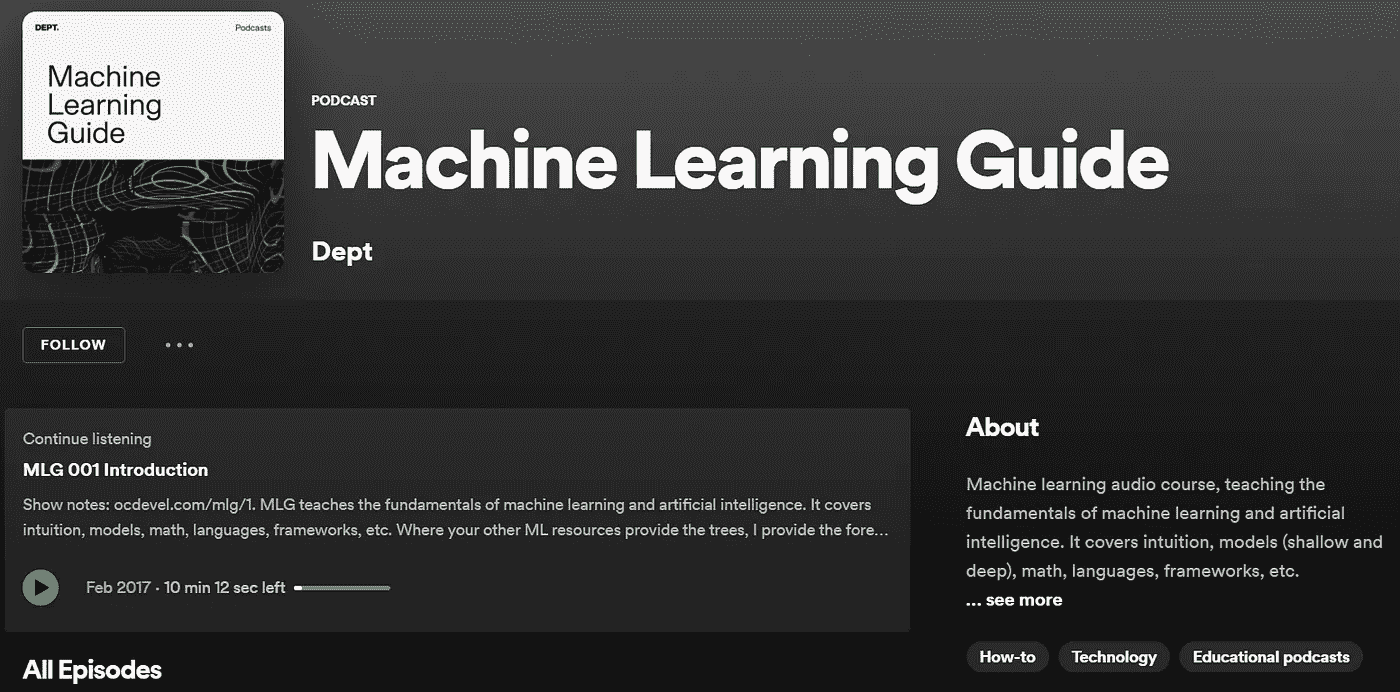 DEPT. Podcasts
Machine
Learning
Guide
PODCAST
Machine Learning Guide
Dept
FOLLOW
Continue listening
MLG 001 Introduction
Show notes: ocdevel.com/mlg/1. MLG teaches the fundamentals of machine learning and artificial intelligence. It covers
intuition, models, math, languages, frameworks, etc. Where your other ML resources provide the trees, I provide the fore...
Feb 2017 · 10 min 12 sec left
All Episodes
About
Machine learning audio course, teaching the
fundamentals of machine learning and artificial
intelligence. It covers intuition, models (shallow and
deep), math, languages, frameworks, etc.
... see more
How-to Technology Educational podcasts